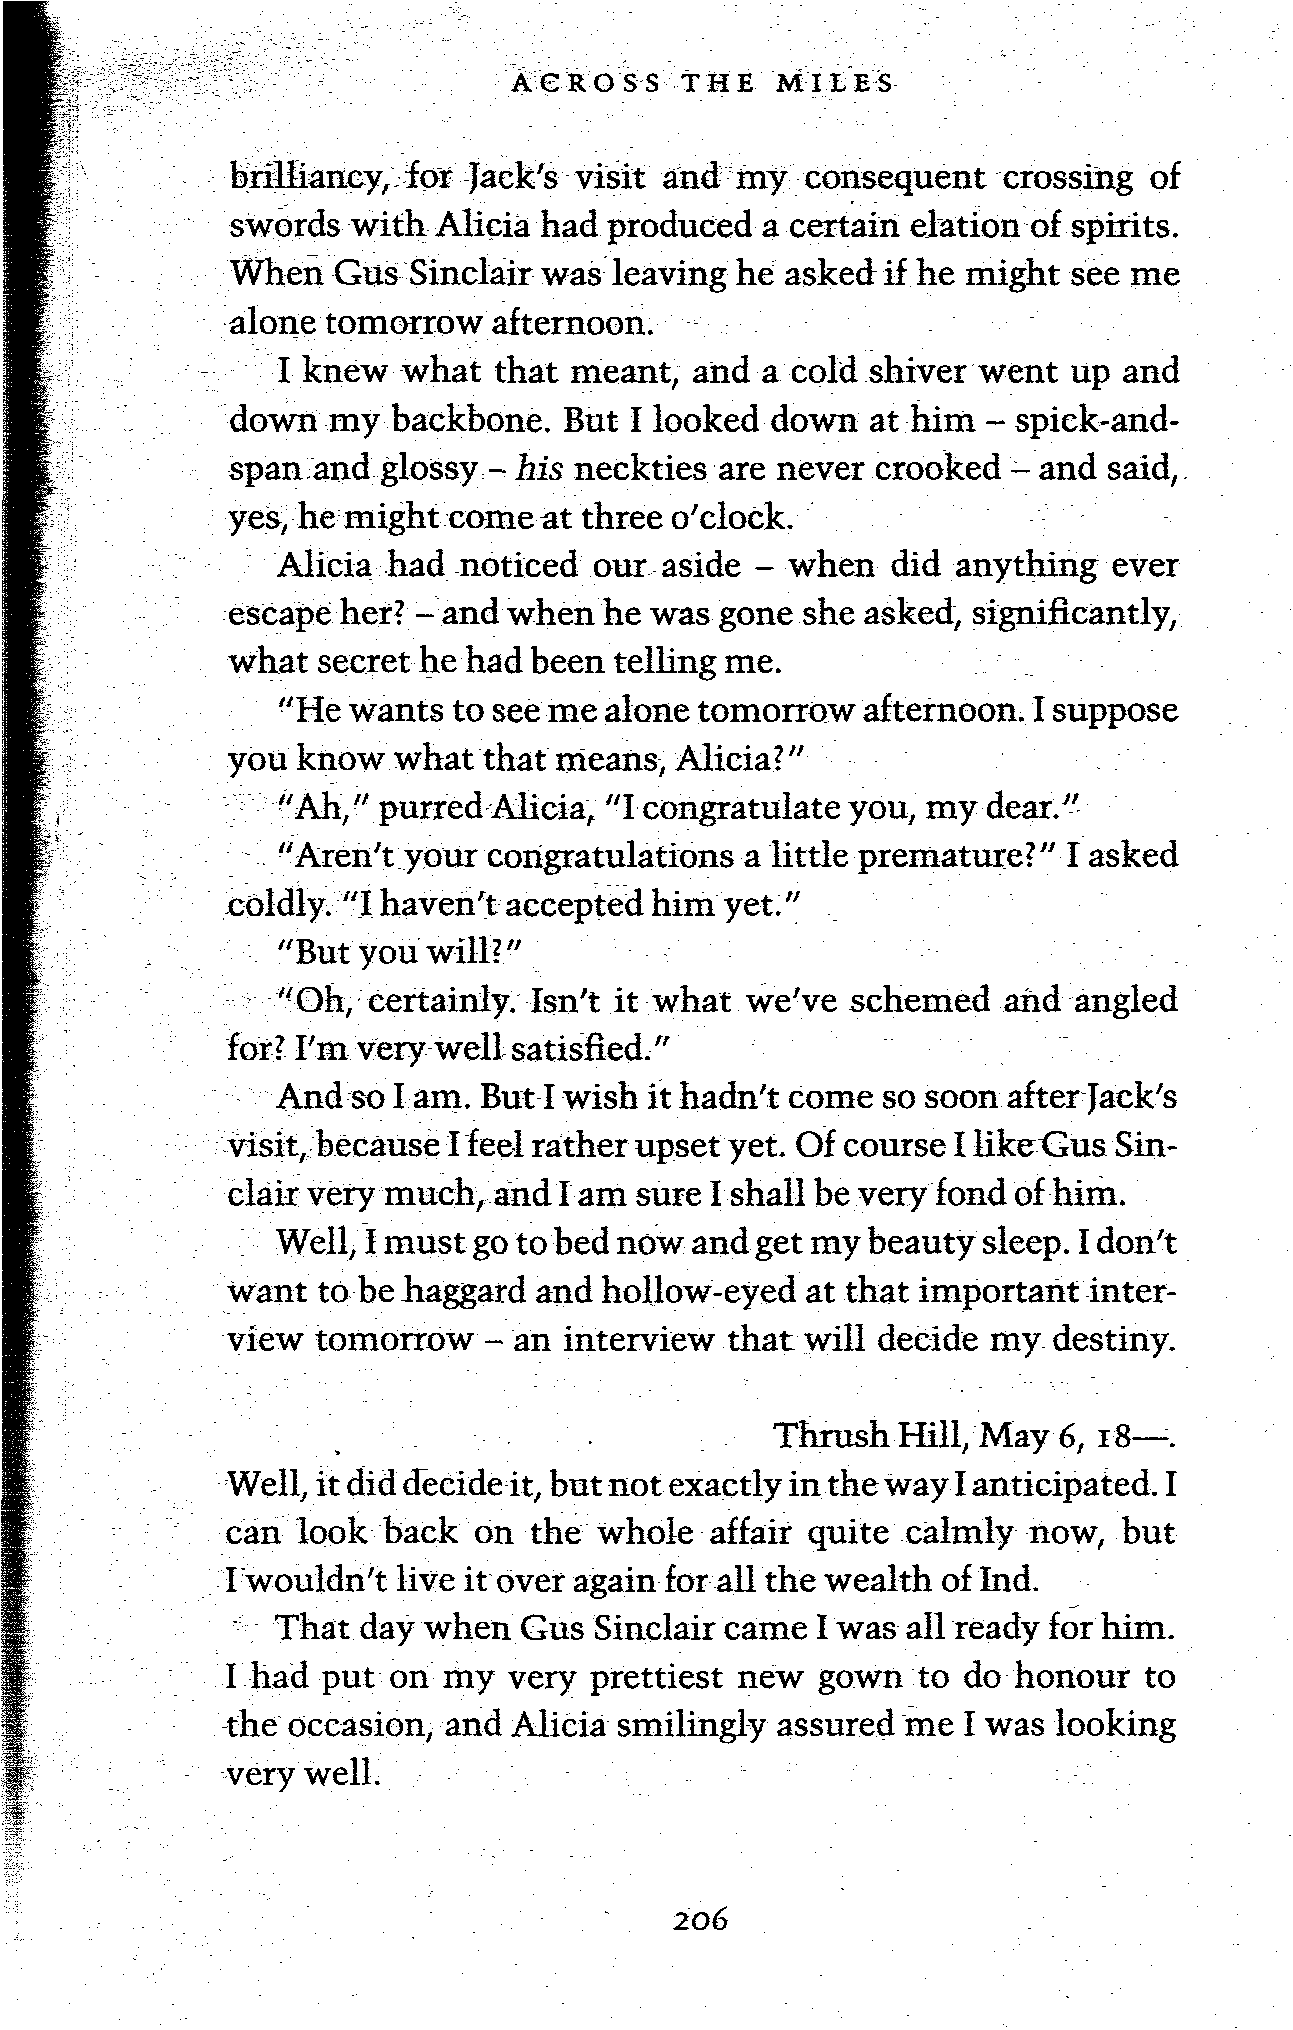 ACROSS THE MILES
brilliancy, for Jack's visit and my consequent crossing of
swords with Alicia had produced a certain elation of spirits.
When Gus Sinclair was leaving he asked if he might see me
alone tomorrow afternoon.
I knew what that meant, and a cold shiver went up and
down my backbone. But I looked down at him – spick-and-
span and glossy – his neckties are never crooked – and said,
yes, he might come at three o'clock.
Alicia had noticed our aside – when did anything ever
escape her? – and when he was gone she asked, significantly,
what secret he had been telling me.
"He wants to see me alone tomorrow afternoon. I suppose
you know what that means, Alicia?"
"Ah," purred Alicia, "I congratulate you, my dear."
"Aren't your congratulations a little premature?" I asked
coldly. "I haven't accepted him yet."
"But you will?"
"Oh, certainly. Isn't it what we've schemed and angled
for? I'm very well satisfied."
And so I am. But I wish it hadn't come so soon after Jack's
visit, because I feel rather upset yet. Of course I like Gus Sin-
clair very much, and I am sure I shall be very fond of him.
Well, I must go to bed now and get my beauty sleep. I don't
want to be haggard and hollow-eyed at that important inter-
view tomorrow – an interview that will decide my destiny.
Thrush Hill, May 6, 18—.
Well, it did decide it, but not exactly in the way I anticipated. I
can look back on the whole affair quite calmly now, but
I wouldn't live it over again for all the wealth of Ind.
That day when Gus Sinclair came I was all ready for him.
I had put on my very prettiest new gown to do honour to
the occasion, and Alicia smilingly assured me I was looking
very well.
206